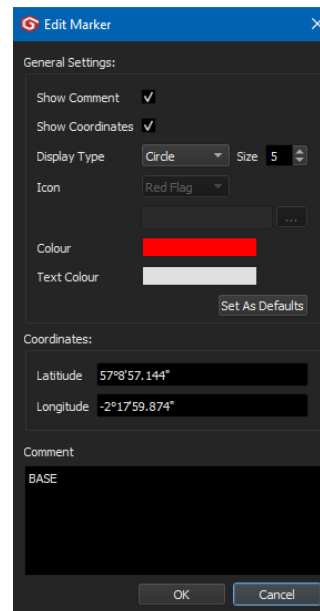 Edit Marker
General Settings:
Show Comment
Show Coordinates
Display Type Circle Size 5
Icon Red Flag
...
Colour
Text Colour
Set As Defaults
Coordinates:
Latitiude 57°8'57.144"
Longitude -2°17'59.874"
Comment
BASE
OK Cancel